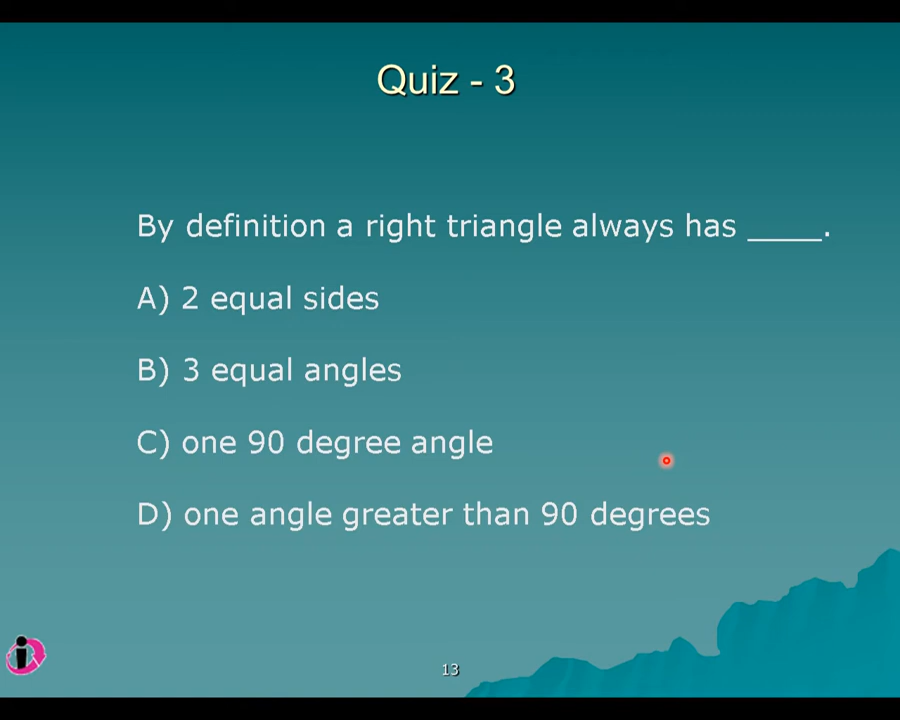 Quiz - 3
By definition a right triangle always has ____.
A) 2 equal sides
B) 3 equal angles
C) one 90 degree angle
D) one angle greater than 90 degrees
i
13